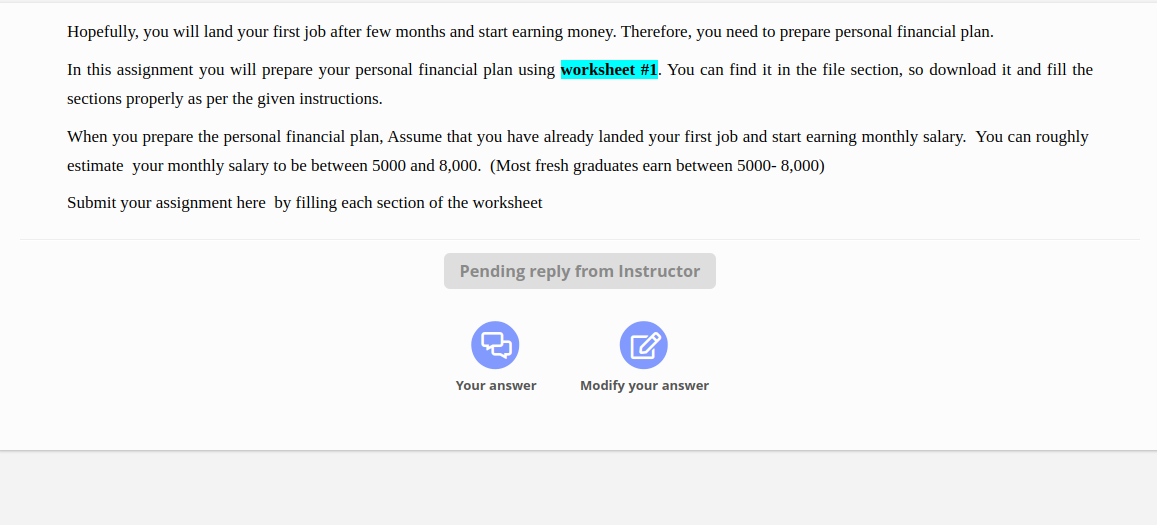 Hopefully, you will land your first job after few months and start earning money. Therefore, you need to prepare personal financial plan.
In this assignment you will prepare your personal financial plan using worksheet #1. You can find it in the file section, so download it and fill the
sections properly as per the given instructions.
When you prepare the personal financial plan, Assume that you have already landed your first job and start earning monthly salary.  You can roughly
estimate  your monthly salary to be between 5000 and 8,000.  (Most fresh graduates earn between 5000- 8,000)
Submit your assignment here  by filling each section of the worksheet
Pending reply from Instructor
Your answer
Modify your answer